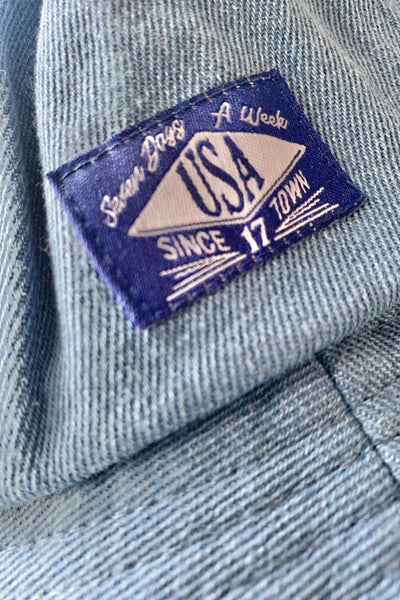 Seven Days A Week
USA
SINCE 17 TOWN